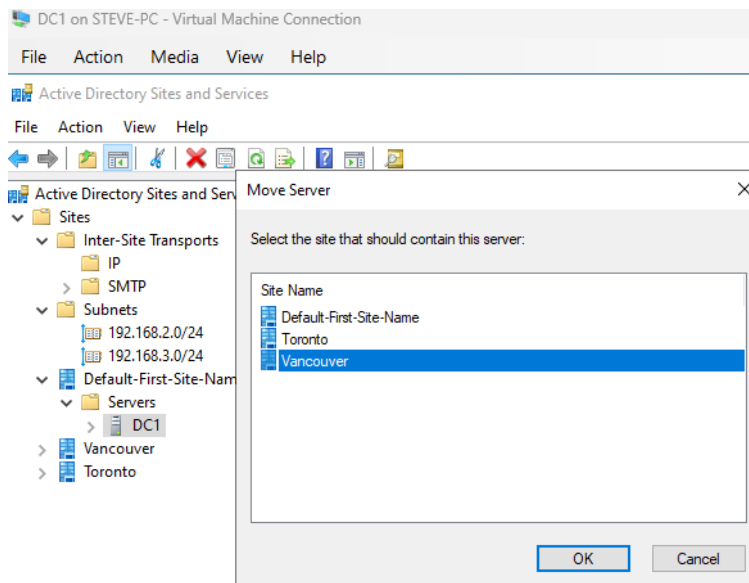 DC1 on STEVE-PC - Virtual Machine Connection
File Action Media View Help
Active Directory Sites and Services
File Action View Help
Active Directory Sites and Serv
Sites
Inter-Site Transports
IP
SMTP
Subnets
192.168.2.0/24
192.168.3.0/24
Default-First-Site-Nam
Servers
DC1
Vancouver
Toronto
Move Server
Select the site that should contain this server:
Site Name
Default-First-Site-Name
Toronto
Vancouver
OK Cancel